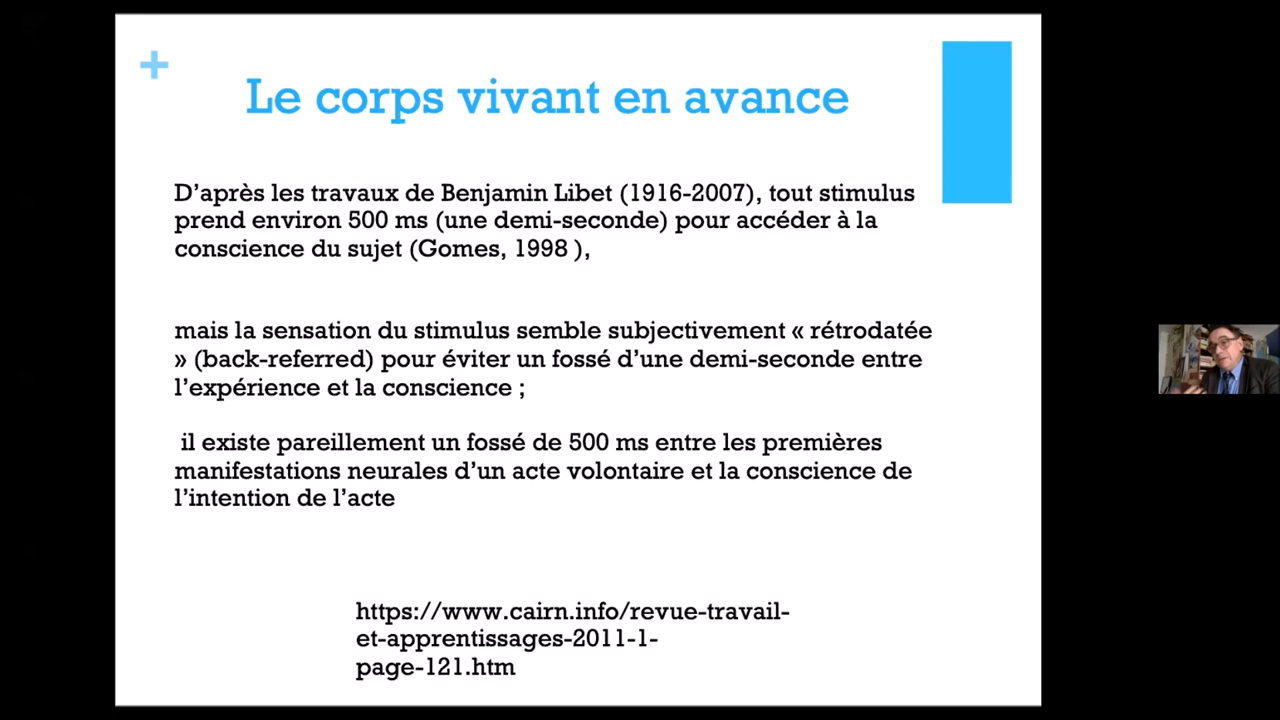 Le corps vivant en avance
D’après les travaux de Benjamin Libet (1916-2007), tout stimulus
prend environ 500 ms (une demi-seconde) pour accéder à la
conscience du sujet (Gomes, 1998 ),
mais la sensation du stimulus semble subjectivement « rétrodatée
» (back-referred) pour éviter un fossé d’une demi-seconde entre
l’expérience et la conscience ;
il existe pareillement un fossé de 500 ms entre les premières
manifestations neurales d’un acte volontaire et la conscience de
l’intention de l’acte
https://www.cairn.info/revue-travail-
et-apprentissages-2011-1-
page-121.htm